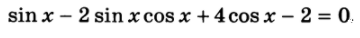 sin x − 2 sin x cos x + 4 cos x − 2 = 0.